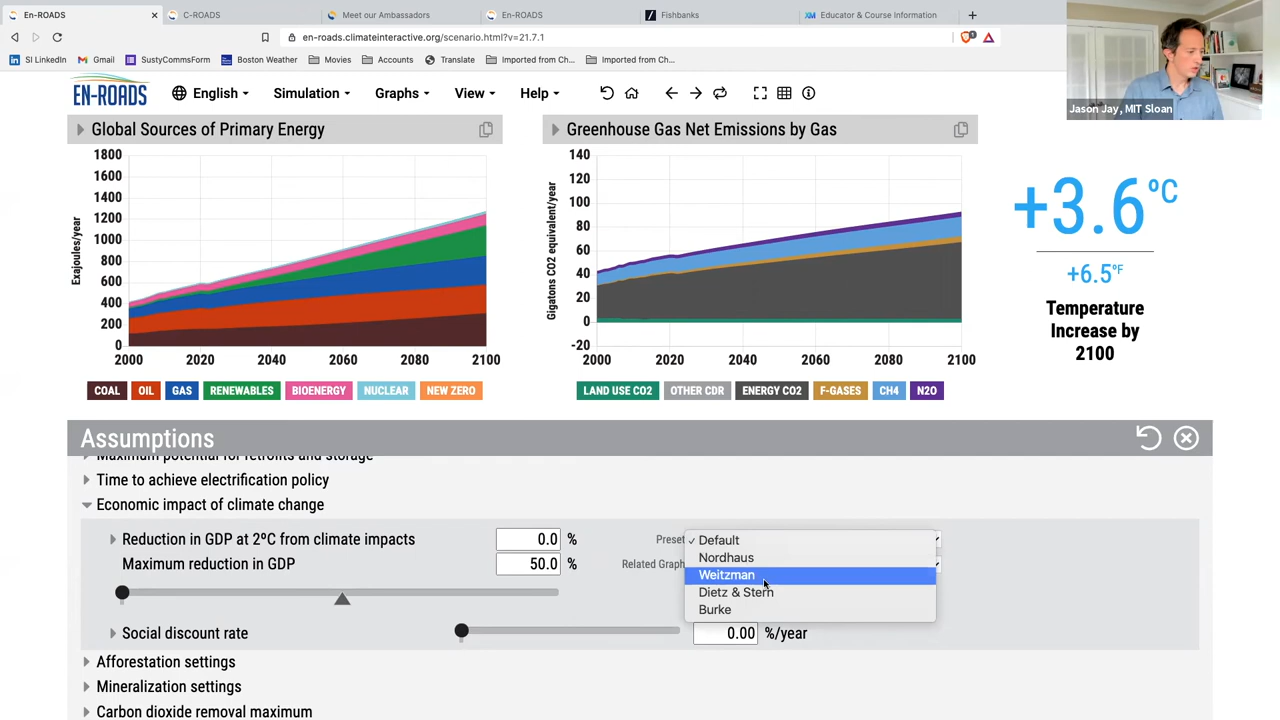 En-ROADS
C-ROADS
Meet our Ambassadors
En-ROADS
Fishbanks
Educator & Course Information
en-roads.climateinteractive.org/scenario.html?v=21.7.1
SI LinkedIn
Gmail
SustyCommsForm
Boston Weather
Movies
Accounts
Translate
Imported from Ch...
Imported from Ch...
Jason Jay, MIT Sloan
EN-ROADS
English
Simulation
Graphs
View
Help
Global Sources of Primary Energy
1800
1600
1400
1200
1000
800
600
400
200
0
Exajoules/year
2000 2020 2040 2060 2080 2100
COAL OIL GAS RENEWABLES BIOENERGY NUCLEAR NEW ZERO
Greenhouse Gas Net Emissions by Gas
140
120
100
80
60
40
20
0
-20
Gigatons CO2 equivalent/year
2000 2020 2040 2060 2080 2100
LAND USE CO2 OTHER CDR ENERGY CO2 F-GASES CH4 N2O
+3.6ºC
+6.5°F
Temperature
Increase by
2100
Assumptions
Maximum potential for retrofits and storage
Time to achieve electrification policy
Economic impact of climate change
Reduction in GDP at 2ºC from climate impacts 0.0 %
Preset
Maximum reduction in GDP 50.0 %
Related Graph
✓ Default
Nordhaus
Weitzman
Dietz & Stern
Burke
Social discount rate 0.00 %/year
Afforestation settings
Mineralization settings
Carbon dioxide removal maximum